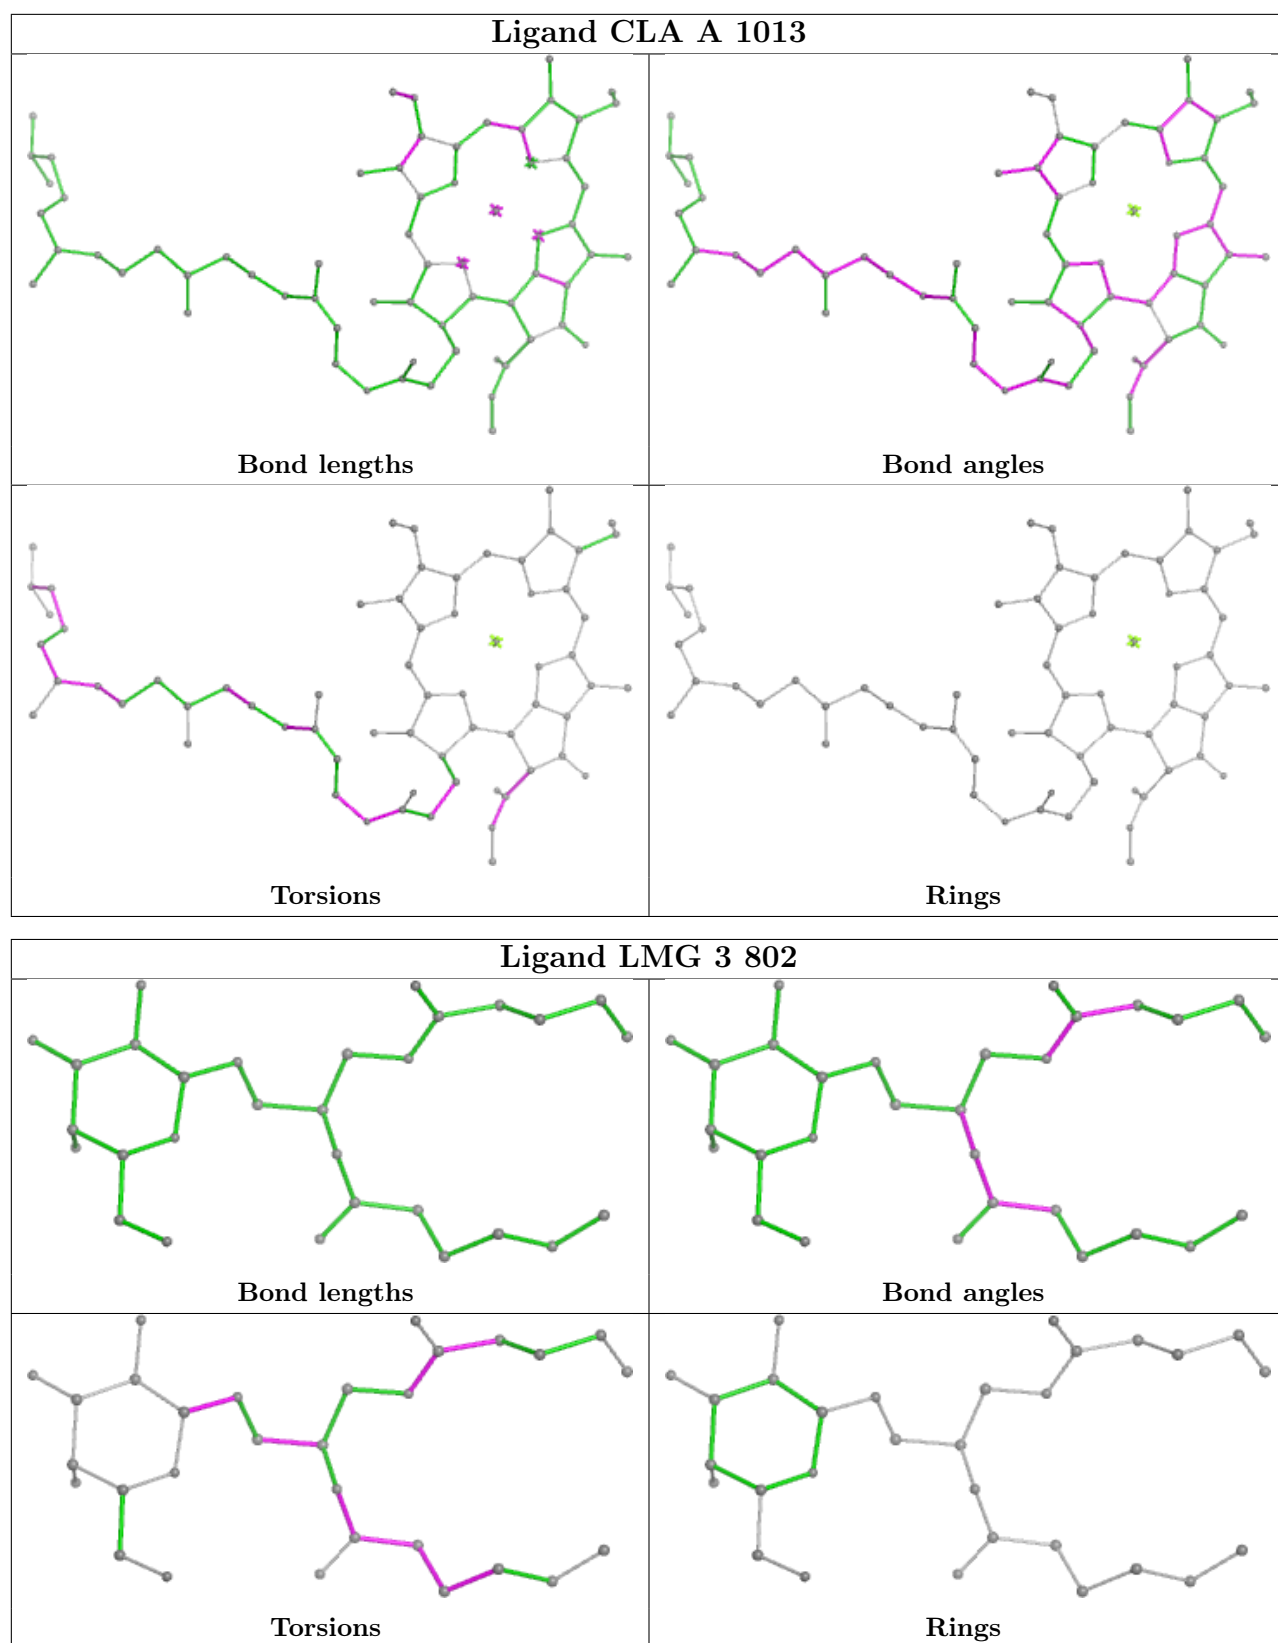 Ligand CLA A 1013
Bond lengths
Bond angles
Torsions
Rings
Ligand LMG 3 802
Bond lengths
Bond angles
Torsions
Rings